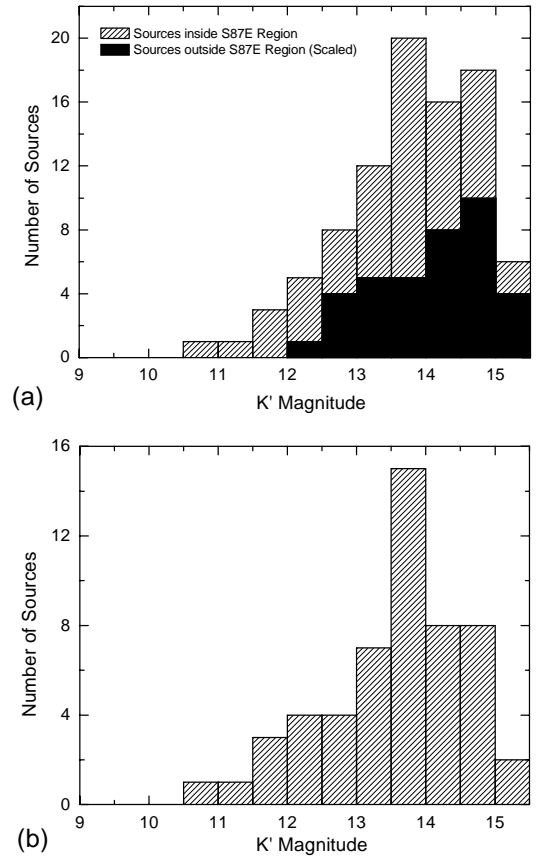 Sources inside S87E Region
Sources outside S87E Region (Scaled)
20
16
12
8
4
0
Number of Sources
9 10 11 12 13 14 15
K' Magnitude
(a)
16
12
8
4
0
Number of Sources
9 10 11 12 13 14 15
K' Magnitude
(b)